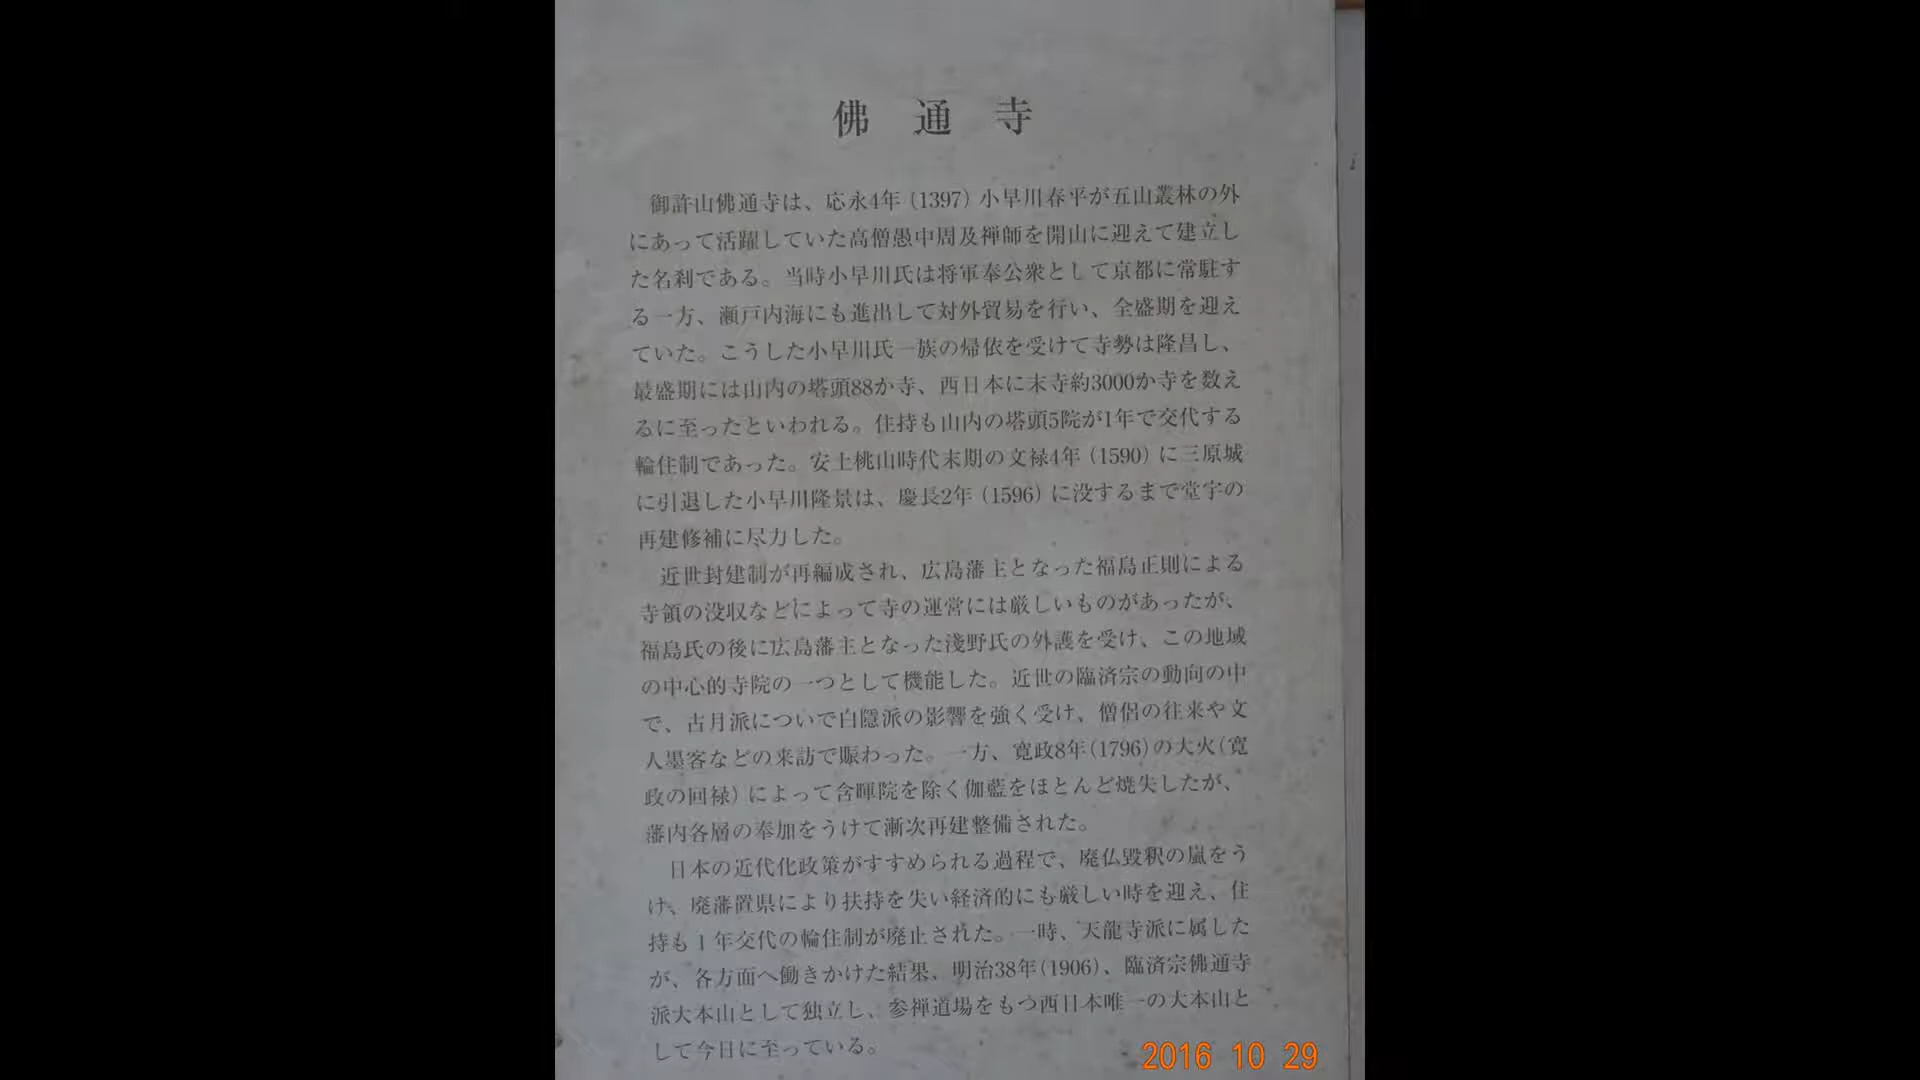 佛通寺
御許山佛通寺は、応永4年(1397)小早川春平が五山叢林の外
にあって活躍していた高僧愚中周及禅師を開山に迎えて建立し
た名刹である。当時小早川氏は将軍奉公衆として京都に常駐す
る一方、瀬戸内海にも進出して対外貿易を行い、全盛期を迎え
ていた。こうした小早川氏一族の帰依を受けて寺勢は隆昌し、
最盛期には山内の塔頭88か寺、西日本に末寺約3000か寺を数え
るに至ったといわれる。住持も山内の塔頭5院が1年で交代する
輪住制であった。安土桃山時代末期の文禄4年(1590)に三原城
に引退した小早川隆景は、慶長2年(1596)に没するまで堂宇の
再建修補に尽力した。
近世封建制が再編成され、広島藩主となった福島正則による
寺領の没収などによって寺の運営には厳しいものがあったが、
福島氏の後に広島藩主となった淺野氏の外護を受け、この地域
の中心的寺院の一つとして機能した。近世の臨済宗の動向の中
で、古月派についで白隠派の影響を強く受け、僧侶の往来や文
人墨客などの来訪で賑わった。一方、寛政8年(1796)の大火(寛
政の回禄)によって含暉院を除く伽藍をほとんど焼失したが、
藩内各層の奉加をうけて漸次再建整備された。
日本の近代化政策がすすめられる過程で、廃仏毀釈の嵐をう
け、廃藩置県により扶持を失い経済的にも厳しい時を迎え、住
持も1年交代の輪住制が廃止された。一時、天龍寺派に属した
が、各方面へ働きかけた結果、明治38年(1906)、臨済宗佛通寺
派大本山として独立し、参禅道場をもつ西日本唯一の大本山と
して今日に至っている。
2016 10 29